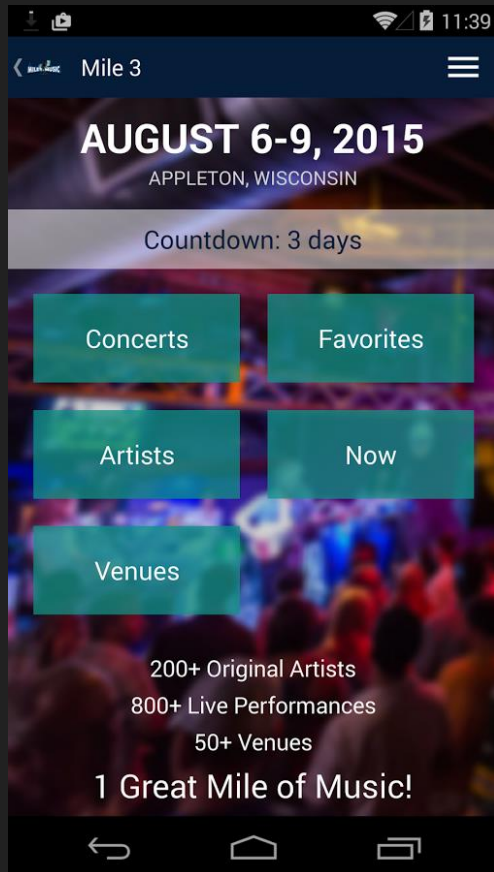 11:39
Mile 3
AUGUST 6-9, 2015
APPLETON, WISCONSIN
Countdown: 3 days
Concerts
Favorites
Artists
Now
Venues
200+ Original Artists
800+ Live Performances
50+ Venues
1 Great Mile of Music!